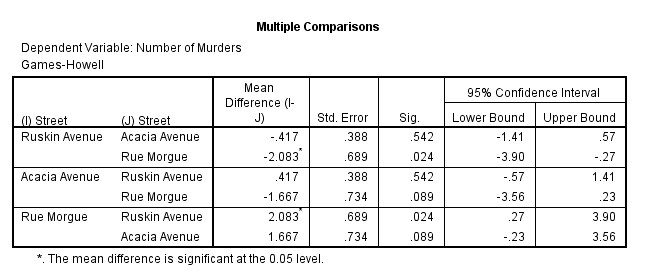 Multiple Comparisons
Dependent Variable: Number of Murders
Games-Howell
(I) Street (J) Street Mean Difference (I-J) Std. Error Sig. 95% Confidence Interval
Lower Bound Upper Bound
Ruskin Avenue Acacia Avenue -.417 .388 .542 -1.41 .57
Rue Morgue -2.083* .689 .024 -3.90 -.27
Acacia Avenue Ruskin Avenue .417 .388 .542 -.57 1.41
Rue Morgue -1.667 .734 .089 -3.56 .23
Rue Morgue Ruskin Avenue 2.083* .689 .024 .27 3.90
Acacia Avenue 1.667 .734 .089 -.23 3.56
*. The mean difference is significant at the 0.05 level.